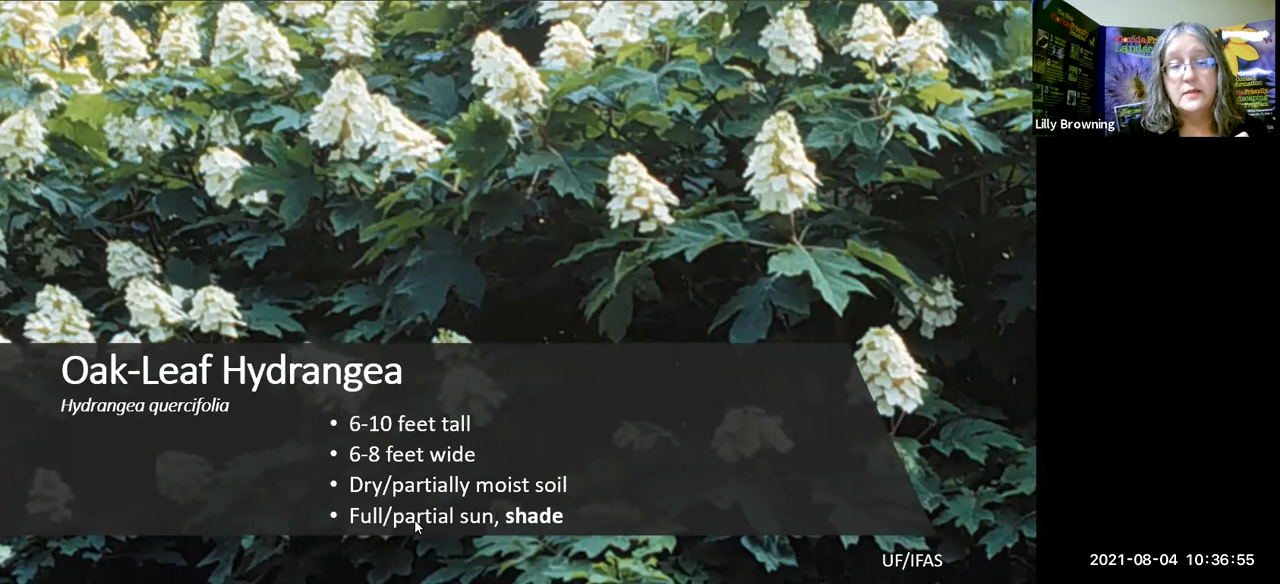 Oak-Leaf Hydrangea
Hydrangea quercifolia
• 6-10 feet tall
• 6-8 feet wide
• Dry/partially moist soil
• Full/partial sun, shade
UF/IFAS
Lilly Browning
2021-08-04 10:36:55